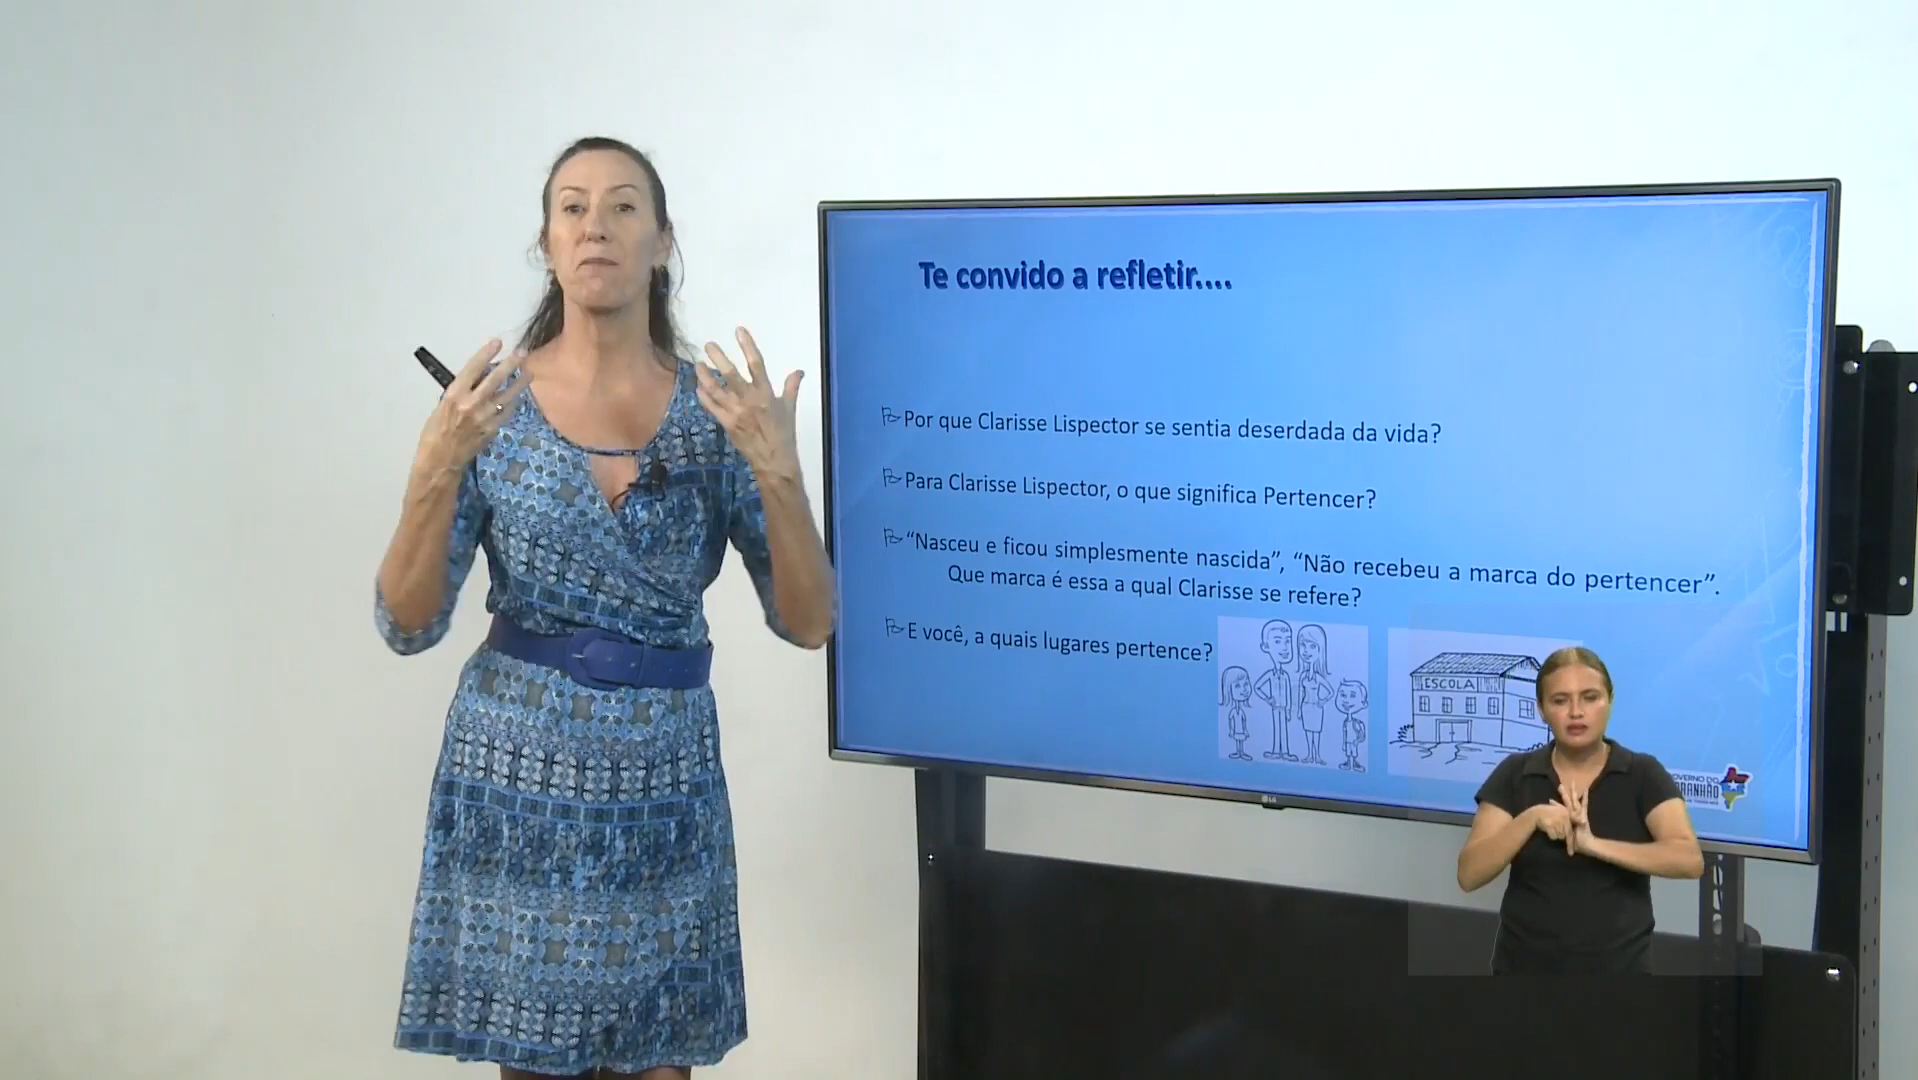 Te convido a refletir....
Por que Clarisse Lispector se sentia deserdada da vida?
Para Clarisse Lispector, o que significa Pertencer?
“Nasceu e ficou simplesmente nascida”, “Não recebeu a marca do pertencer”.
Que marca é essa a qual Clarisse se refere?
E você, a quais lugares pertence?
ESCOLA
LG